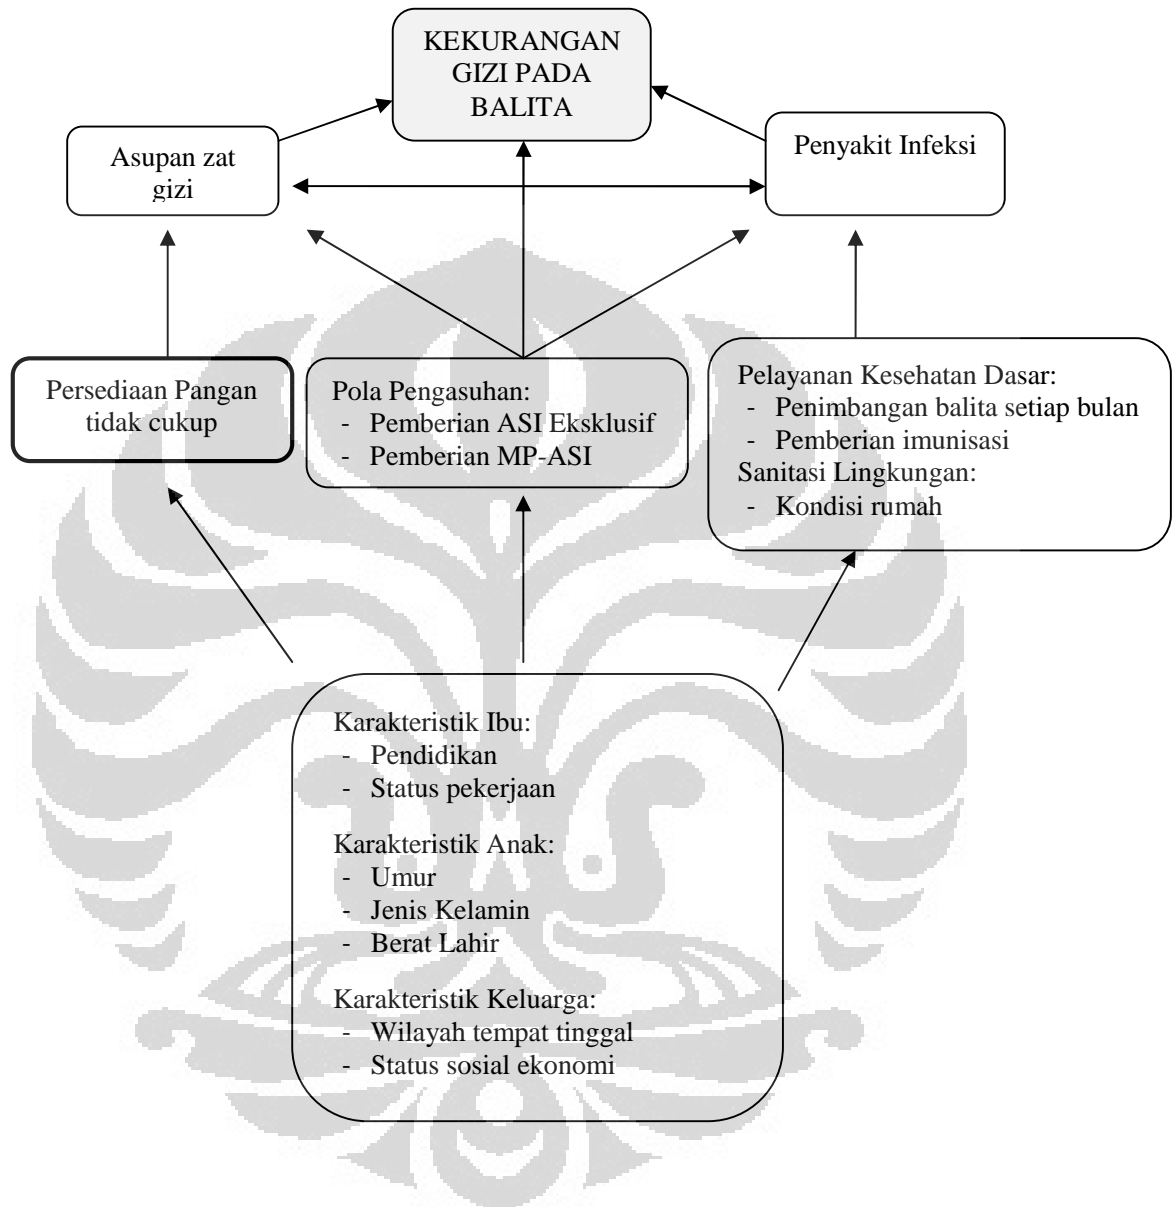 KEKURANGAN
GIZI PADA
BALITA
Asupan zat
gizi
Penyakit Infeksi
Persediaan Pangan
tidak cukup
Pola Pengasuhan:
- Pemberian ASI Eksklusif
- Pemberian MP-ASI
Pelayanan Kesehatan Dasar:
- Penimbangan balita setiap bulan
- Pemberian imunisasi
Sanitasi Lingkungan:
- Kondisi rumah
Karakteristik Ibu:
- Pendidikan
- Status pekerjaan
Karakteristik Anak:
- Umur
- Jenis Kelamin
- Berat Lahir
Karakteristik Keluarga:
- Wilayah tempat tinggal
- Status sosial ekonomi